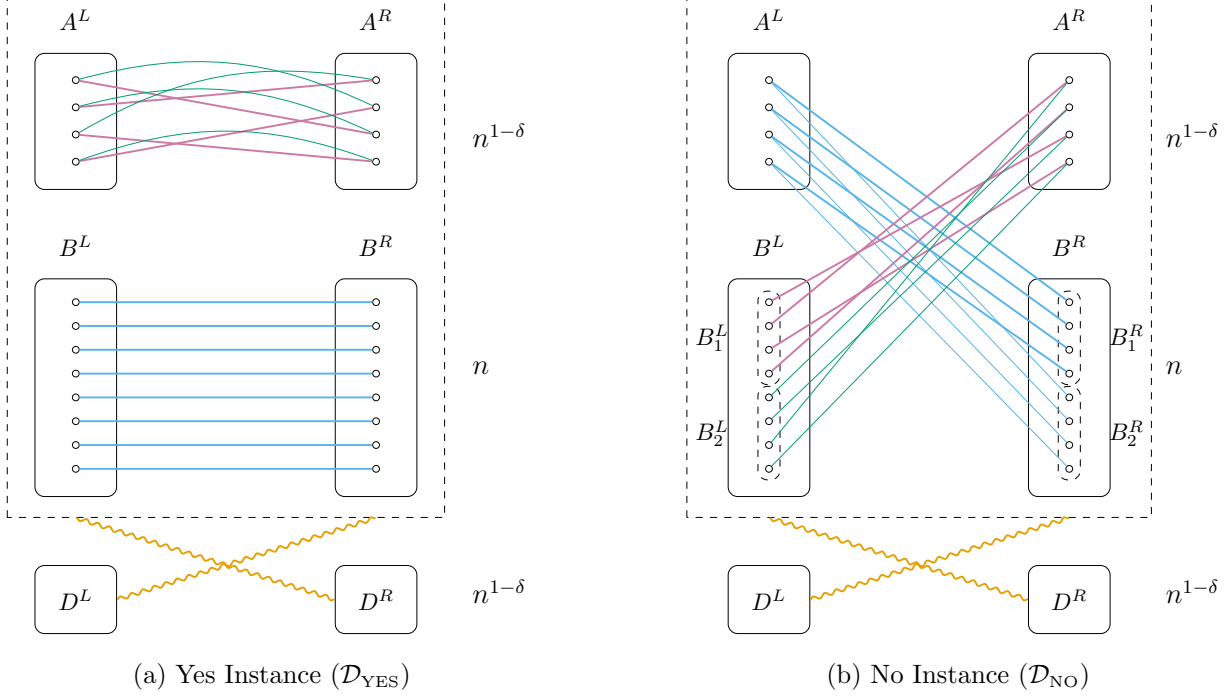 A^L A^R
n^{1-δ}
B^L B^R
n
D^L D^R
n^{1-δ}
(a) Yes Instance (𝒟_YES)
A^L A^R
n^{1-δ}
B^L B^R
B_1^L B_1^R
n
B_2^L B_2^R
D^L D^R
n^{1-δ}
(b) No Instance (𝒟_NO)